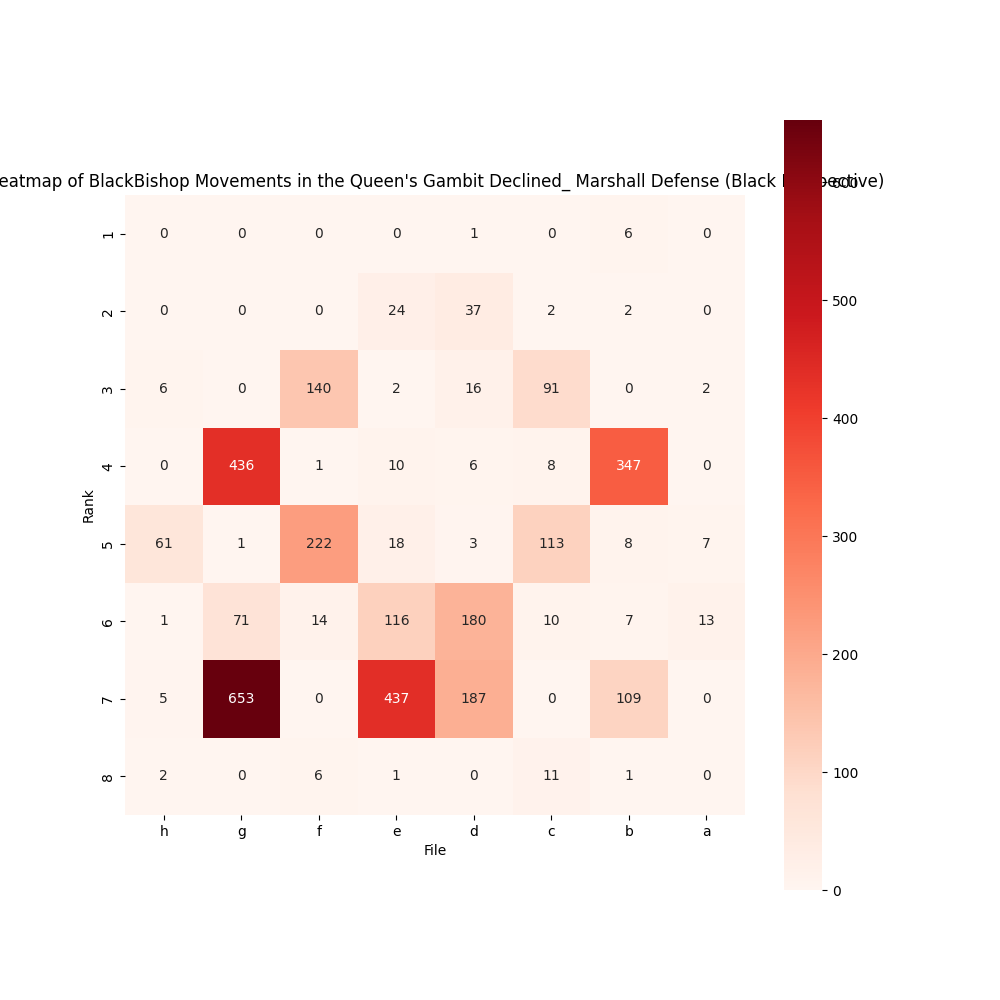 eatmap of BlackBishop Movements in the Queen's Gambit Declined_ Marshall Defense (Black ective)
600
1 0 0 0 0 1 0 6 0
2 0 0 0 24 37 2 2 0
500
3 6 0 140 2 16 91 0 2
400
4 0 436 1 10 6 8 347 0
Rank
300
5 61 1 222 18 3 113 8 7
6 1 71 14 116 180 10 7 13
200
7 5 653 0 437 187 0 109 0
100
8 2 0 6 1 0 11 1 0
h g f e d c b a
File
0